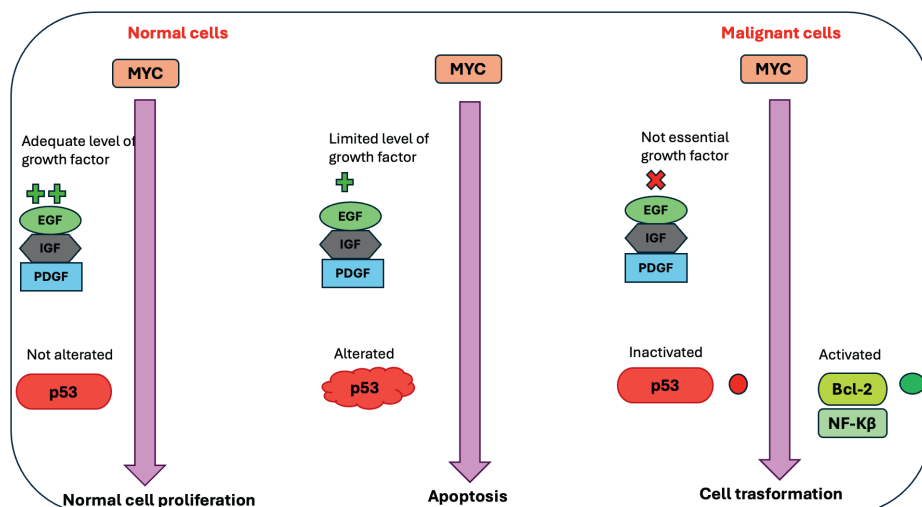 Normal cells
MYC
Adequate level of
growth factor
EGF
IGF
PDGF
Not altered
p53
Normal cell proliferation
MYC
Limited level of
growth factor
EGF
IGF
PDGF
Alterated
p53
Apoptosis
Malignant cells
MYC
Not essential
growth factor
EGF
IGF
PDGF
Inactivated
p53
Activated
Bcl-2
NF-Kβ
Cell trasformation